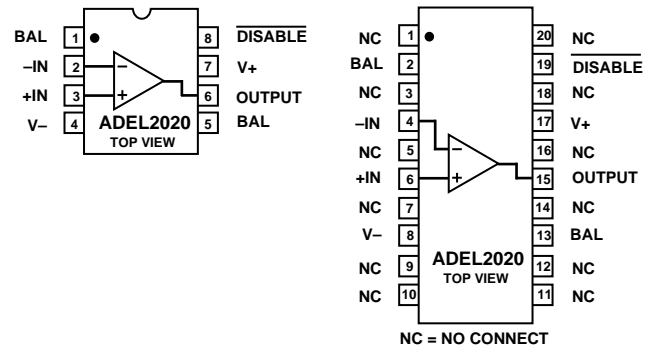 BAL 1 8 DISABLE
–IN 2 – 7 V+
+IN 3 + 6 OUTPUT
V– 4 ADEL2020 5 BAL
TOP VIEW
NC 1 20 NC
BAL 2 19 DISABLE
NC 3 18 NC
–IN 4 17 V+
NC 5 – 16 NC
+IN 6 + 15 OUTPUT
NC 7 14 NC
V– 8 13 BAL
ADEL2020
NC 9 TOP VIEW 12 NC
NC 10 11 NC
NC = NO CONNECT